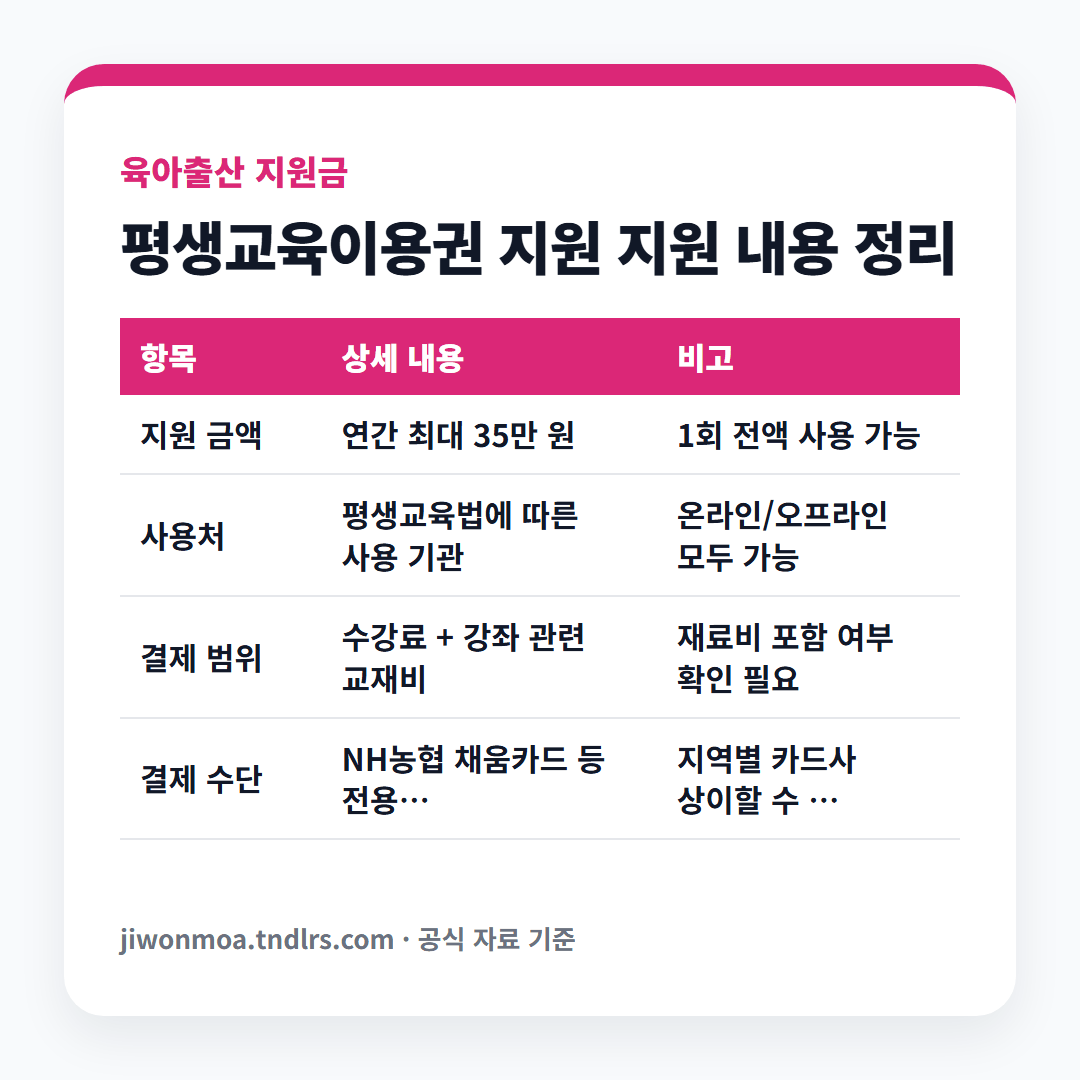 육아출산 지원금
평생교육이용권 지원 지원 내용 정리
항목 상세 내용 비고
지원 금액 연간 최대 35만 원 1회 전액 사용 가능
사용처 평생교육법에 따른 사용 기관 온라인/오프라인 모두 가능
결제 범위 수강료 + 강좌 관련 교재비 재료비 포함 여부 확인 필요
결제 수단 NH농협 채움카드 등 전용… 지역별 카드사 상이할 수 …
jiwonmoa.tndlrs.com · 공식 자료 기준